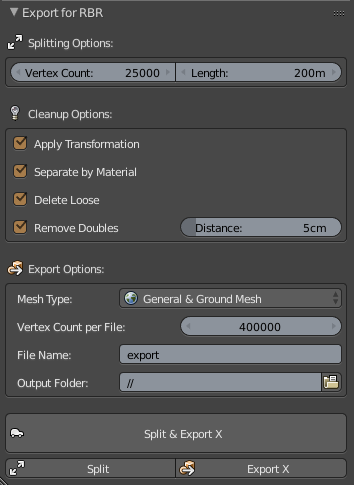 Export for RBR
Splitting Options:
Vertex Count: 25000 Length: 200m
Cleanup Options:
Apply Transformation
Separate by Material
Delete Loose
Remove Doubles Distance: 5cm
Export Options:
Mesh Type: General & Ground Mesh
Vertex Count per File: 400000
File Name: export
Output Folder: //
Split & Export X
Split Export X